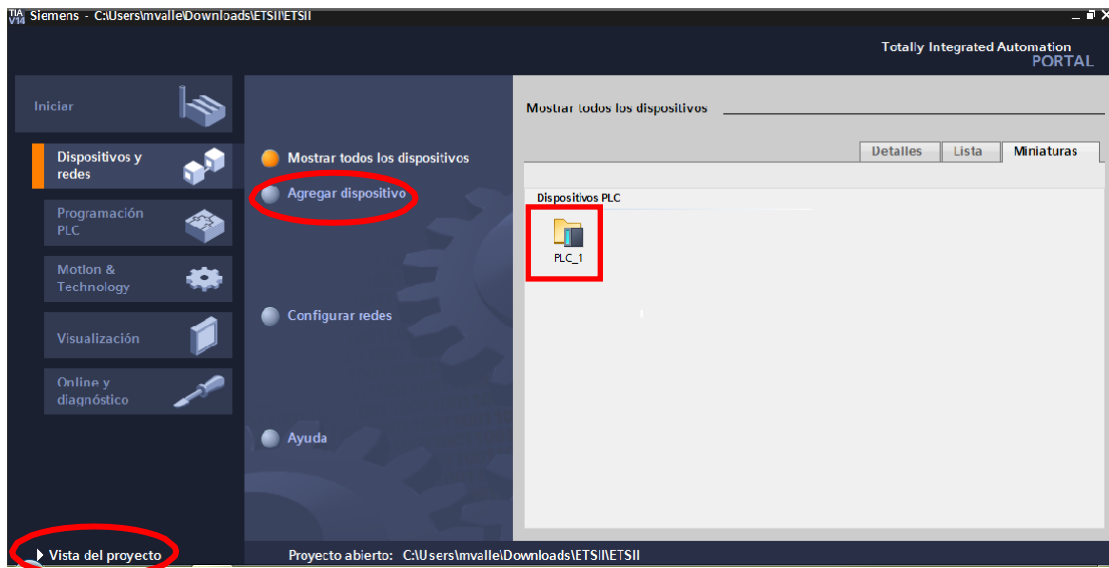 TIA
V14
Siemens - C:\Users\mvalle\Downloads\ETSII\ETSII
Totally Integrated Automation
PORTAL
Iniciar
Dispositivos y
redes
Programación
PLC
Motion &
Technology
Visualización
Online y
diagnóstico
Vista del proyecto
Mostrar todos los dispositivos
Agregar dispositivo
Configurar redes
Ayuda
Mostrar todos los dispositivos
Detalles Lista Miniaturas
Dispositivos PLC
PLC_1
Proyecto abierto: C:\Users\mvalle\Downloads\ETSII\ETSII